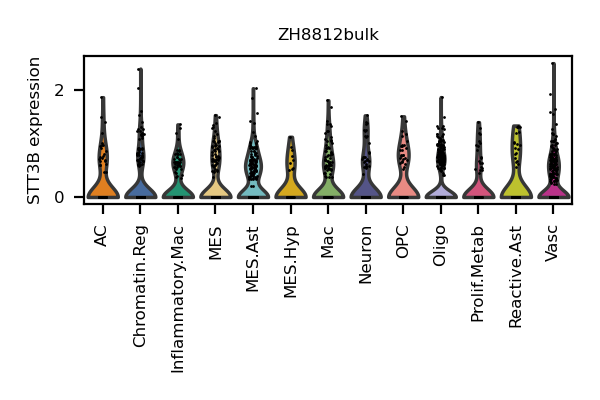 ZH8812bulk
STT3B expression
2
0
AC
Chromatin.Reg
Inflammatory.Mac
MES
MES.Ast
MES.Hyp
Mac
Neuron
OPC
Oligo
Prolif.Metab
Reactive.Ast
Vasc